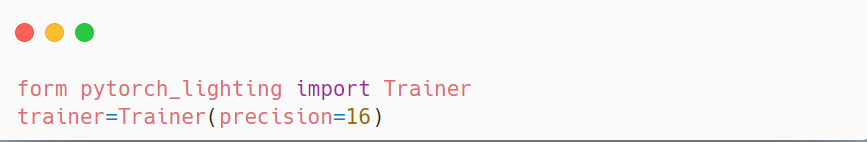 form pytorch_lighting import Trainer
trainer=Trainer(precision=16)